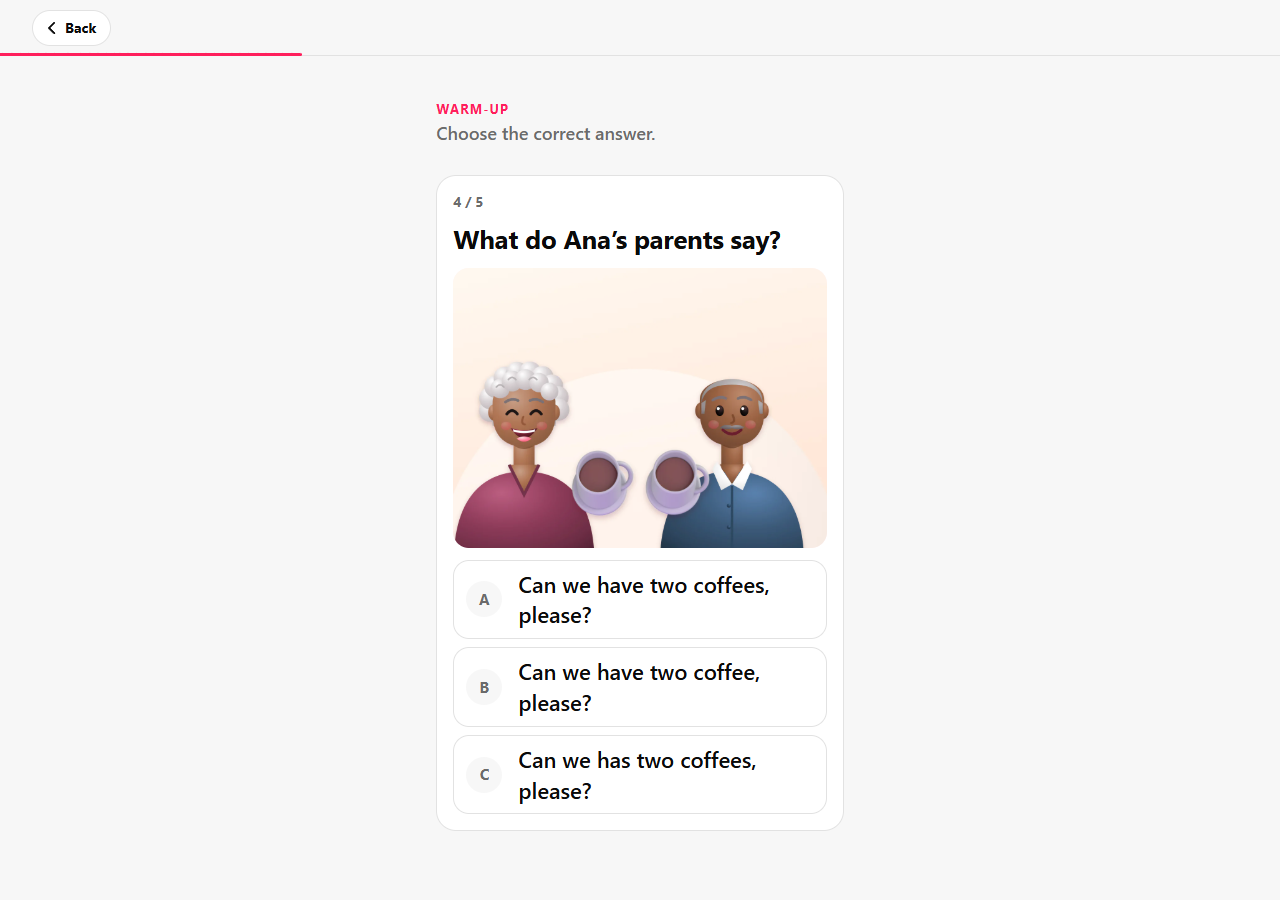 Back
WARM-UP
Choose the correct answer.
4 / 5
What do Ana’s parents say?
A
Can we have two coffees,
please?
B
Can we have two coffee,
please?
C
Can we has two coffees,
please?